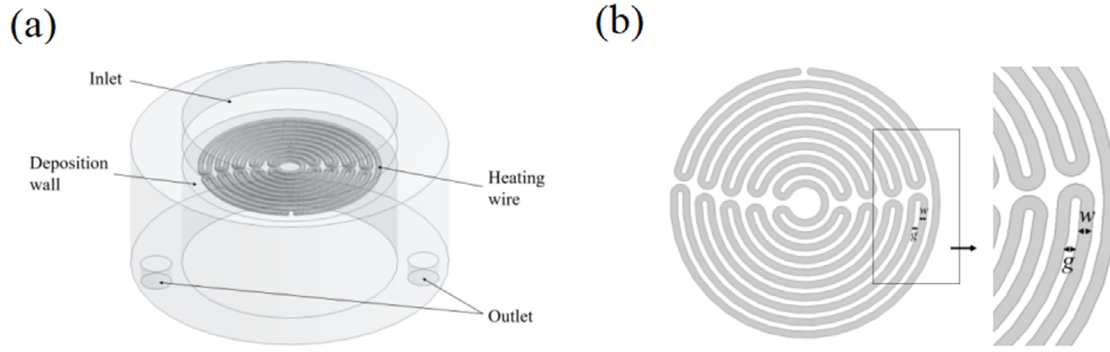 (a)
Inlet
Deposition
wall
Heating
wire
Outlet
(b)
w
g
w
g